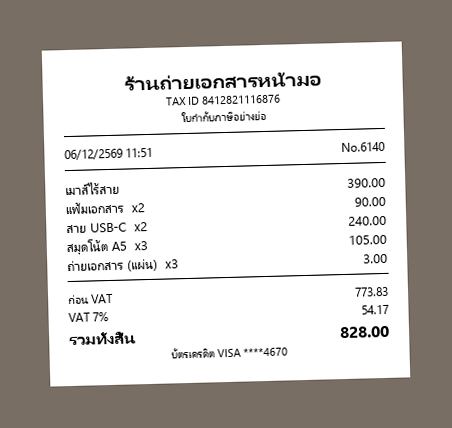 ร้านถ่ายเอกสารหน้ามอ
TAX ID 8412821116876
ใบกำกับภาษีอย่างย่อ
06/12/2569 11:51 No.6140
เมาส์ไร้สาย 390.00
แฟ้มเอกสาร x2 90.00
สาย USB-C x2 240.00
สมุดโน้ต A5 x3 105.00
ถ่ายเอกสาร (แผ่น) x3 3.00
ก่อน VAT 773.83
VAT 7% 54.17
รวมทั้งสิ้น 828.00
บัตรเครดิต VISA ****4670